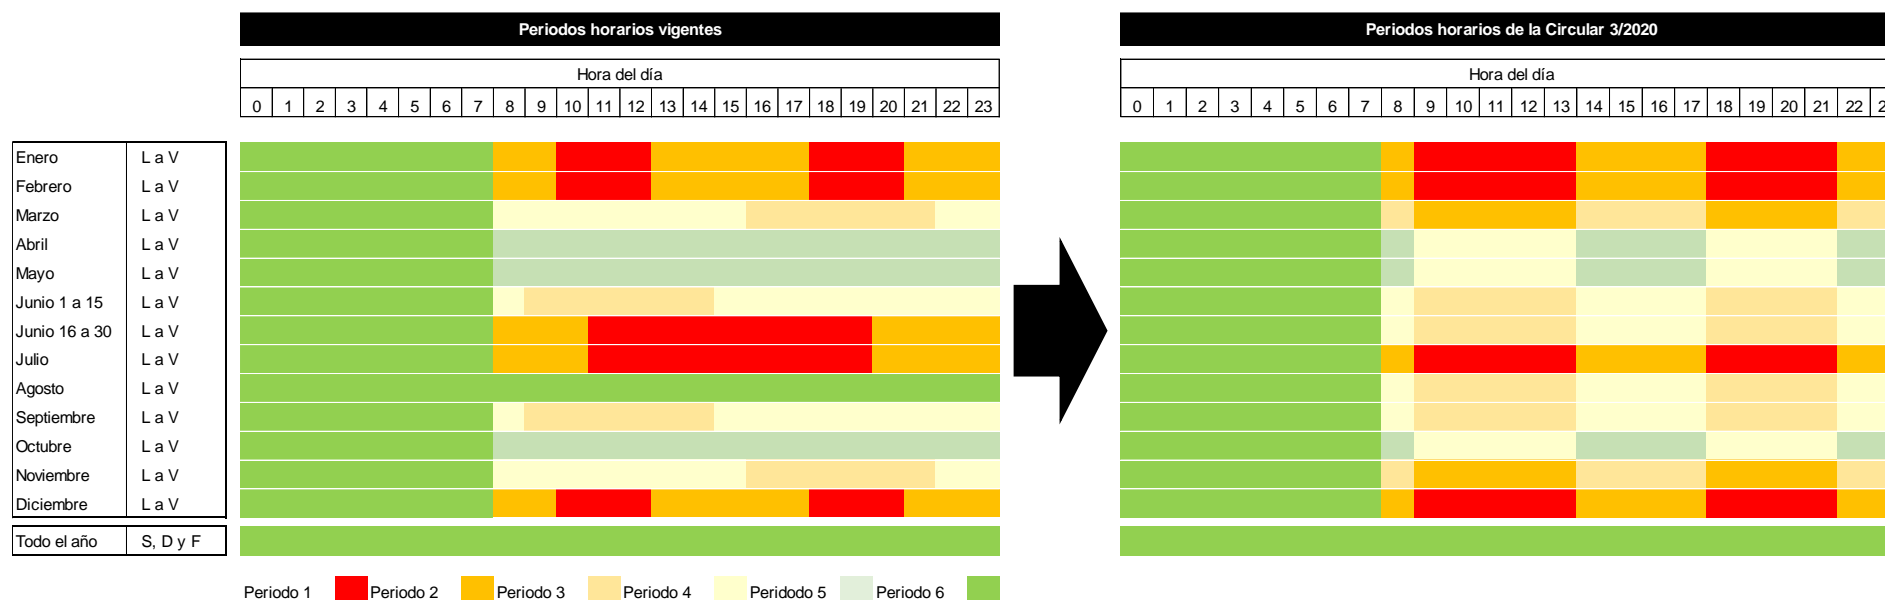 Periodos horarios vigentes
Periodos horarios de la Circular 3/2020
Hora del día
Hora del día
0 1 2 3 4 5 6 7 8 9 10 11 12 13 14 15 16 17 18 19 20 21 22 23
0 1 2 3 4 5 6 7 8 9 10 11 12 13 14 15 16 17 18 19 20 21 22 2
Enero L a V
Febrero L a V
Marzo L a V
Abril L a V
Mayo L a V
Junio 1 a 15 L a V
Junio 16 a 30 L a V
Julio L a V
Agosto L a V
Septiembre L a V
Octubre L a V
Noviembre L a V
Diciembre L a V
Todo el año S, D y F
Periodo 1 Periodo 2 Periodo 3 Periodo 4 Peridodo 5 Periodo 6